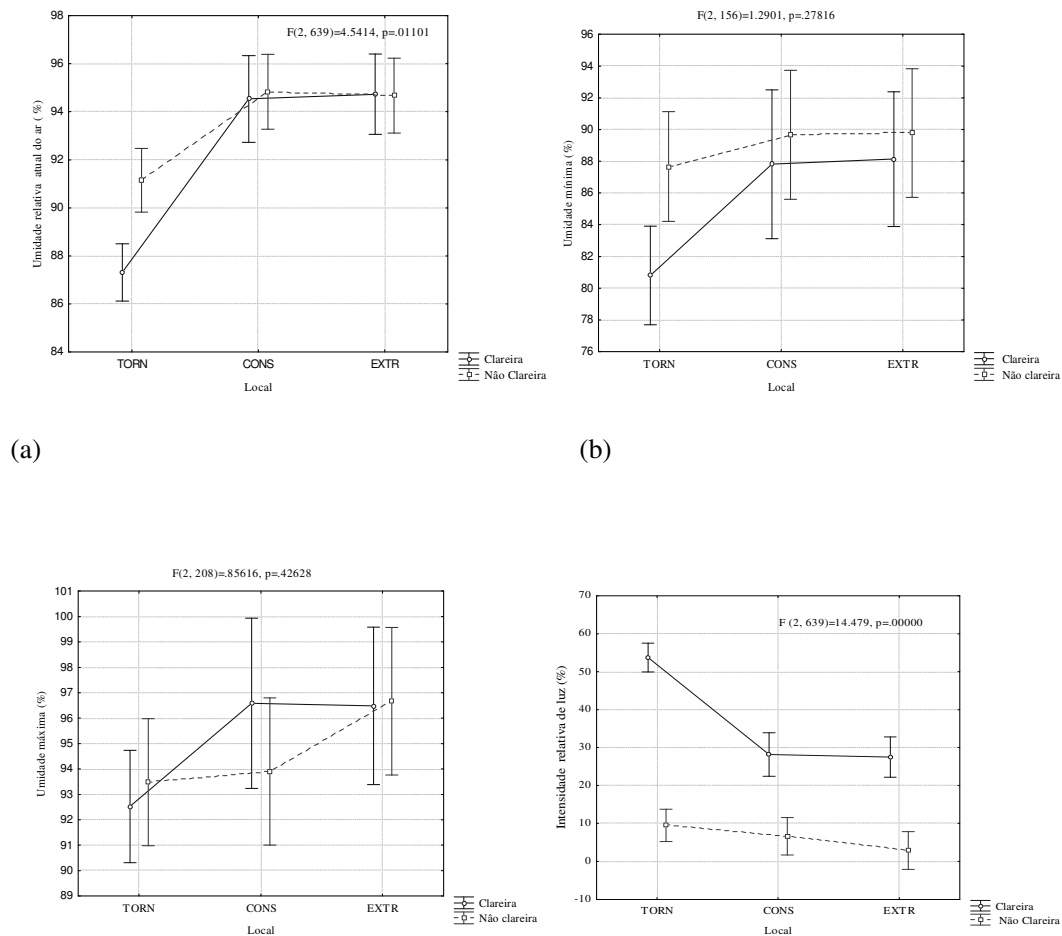 F(2, 639)=4.5414, p=.01101
Umidade relativa atual do ar ( %)
98
96
94
92
90
88
86
84
TORN CONS EXTR
Local
Clareira
Nâo Clareira
(a)
F(2, 156)=1.2901, p=.27816
Umidade mínima (%)
96
94
92
90
88
86
84
82
80
78
76
TORN CONS EXTR
Local
Clareira
Não clareira
(b)
F(2, 208)=.85616, p=.42628
Umidade máxima (%)
101
100
99
98
97
96
95
94
93
92
91
90
89
TORN CONS EXTR
Local
Clareira
Nâo clareira
F (2, 639)=14.479, p=.00000
Intensidade relativa de luz (%)
70
60
50
40
30
20
10
0
-10
TORN CONS EXTR
Local
Clareira
Não clareira